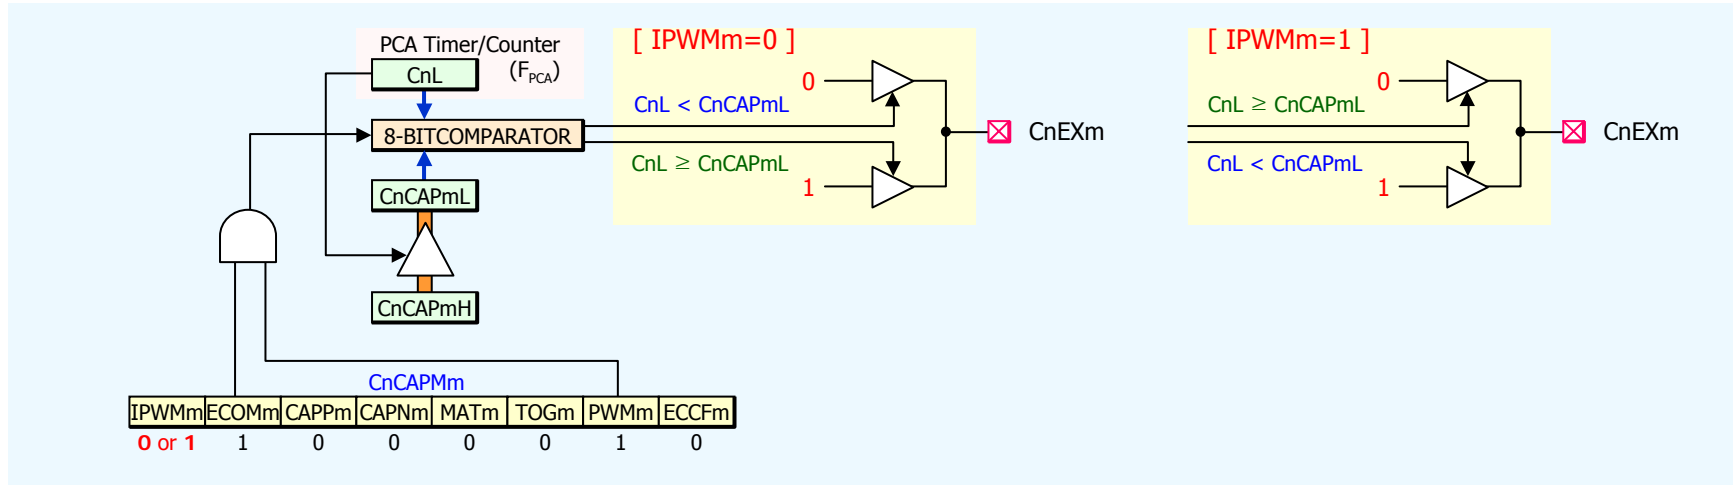 PCA Timer/Counter
(FPCA)
CnL
8-BITCOMPARATOR
CnCAPmL
CnCAPmH
[ IPWMm=0 ]
0
CnL < CnCAPmL
CnL ≥ CnCAPmL
1
CnEXm
[ IPWMm=1 ]
0
CnL ≥ CnCAPmL
CnL < CnCAPmL
1
CnEXm
CnCAPMm
IPWMm ECOMm CAPPm CAPNm MATm TOGm PWMm ECCFm
0 or 1 1 0 0 0 0 1 0